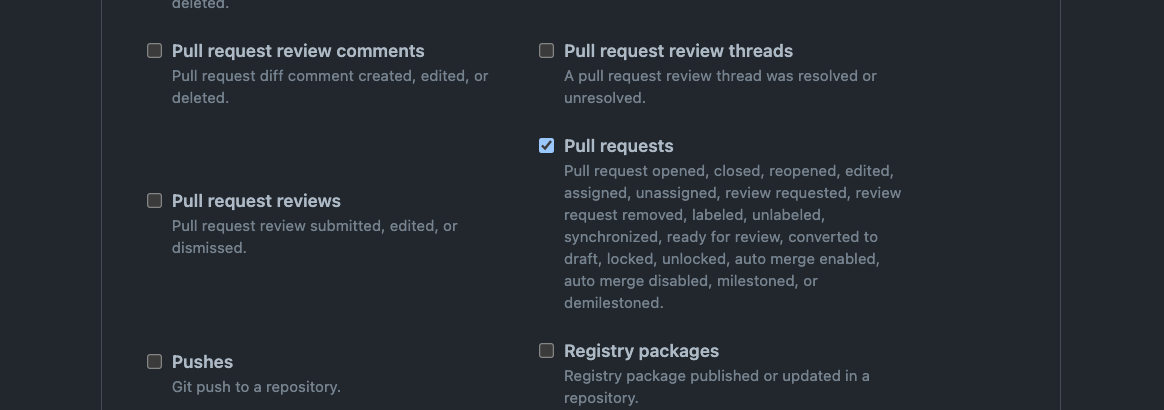 deleted.
Pull request review comments
Pull request diff comment created, edited, or
deleted.
Pull request review threads
A pull request review thread was resolved or
unresolved.
Pull request reviews
Pull request review submitted, edited, or
dismissed.
Pull requests
Pull request opened, closed, reopened, edited,
assigned, unassigned, review requested, review
request removed, labeled, unlabeled,
synchronized, ready for review, converted to
draft, locked, unlocked, auto merge enabled,
auto merge disabled, milestoned, or
demilestoned.
Pushes
Git push to a repository.
Registry packages
Registry package published or updated in a
repository.